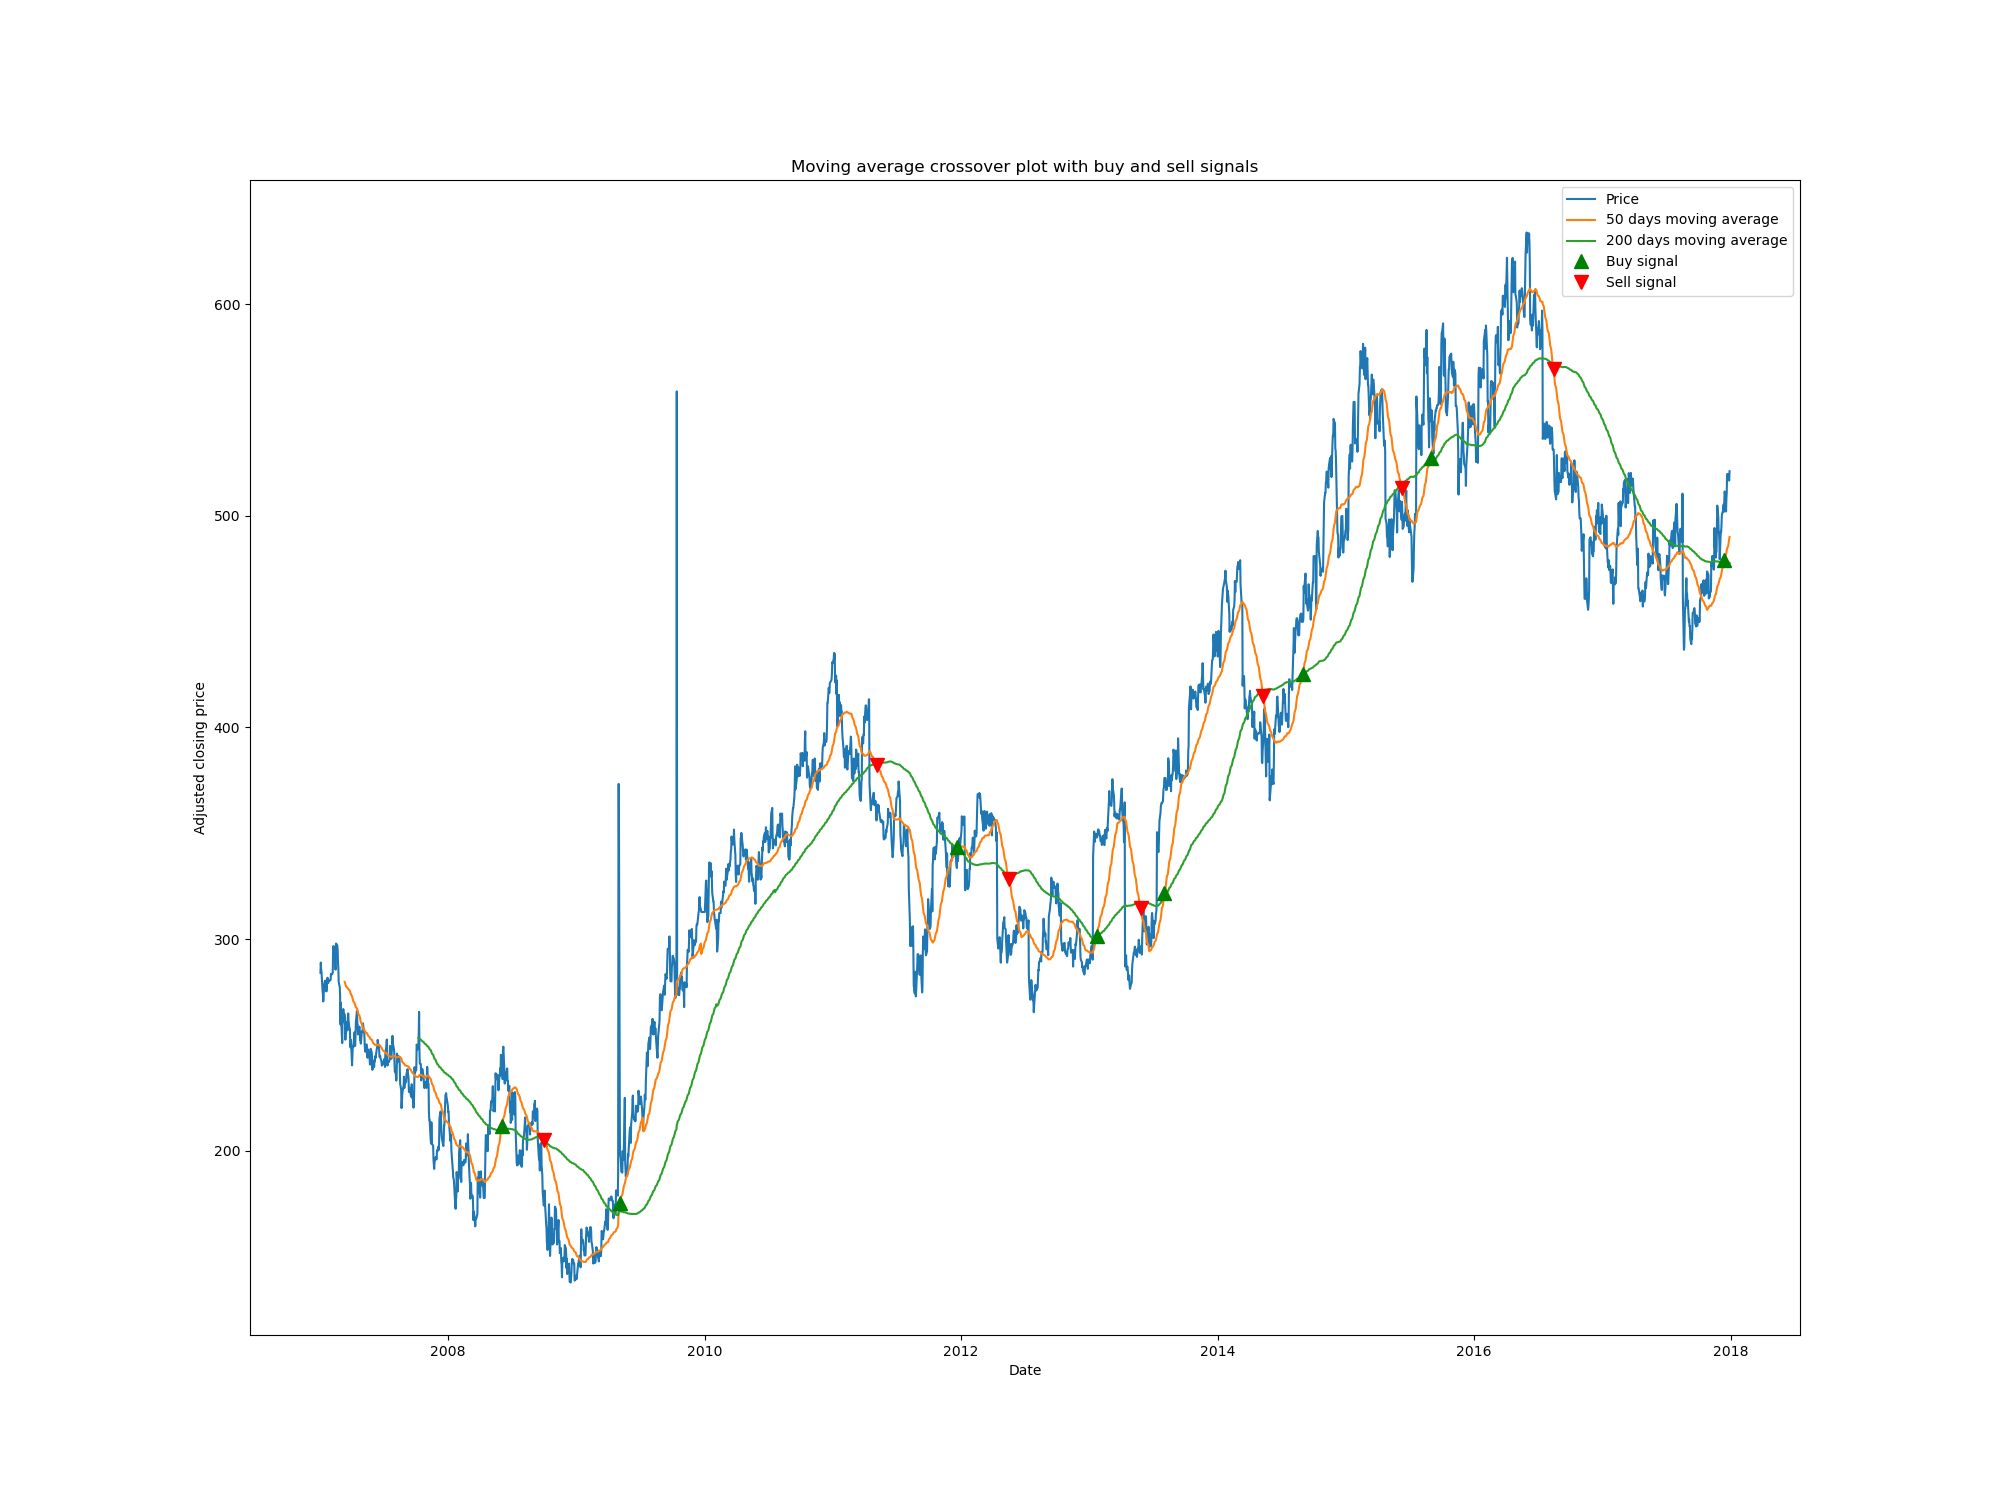 Moving average crossover plot with buy and sell signals
Price
50 days moving average
200 days moving average
Buy signal
Sell signal
600
500
400
300
200
Adjusted closing price
2008
2010
2012
2014
2016
2018
Date